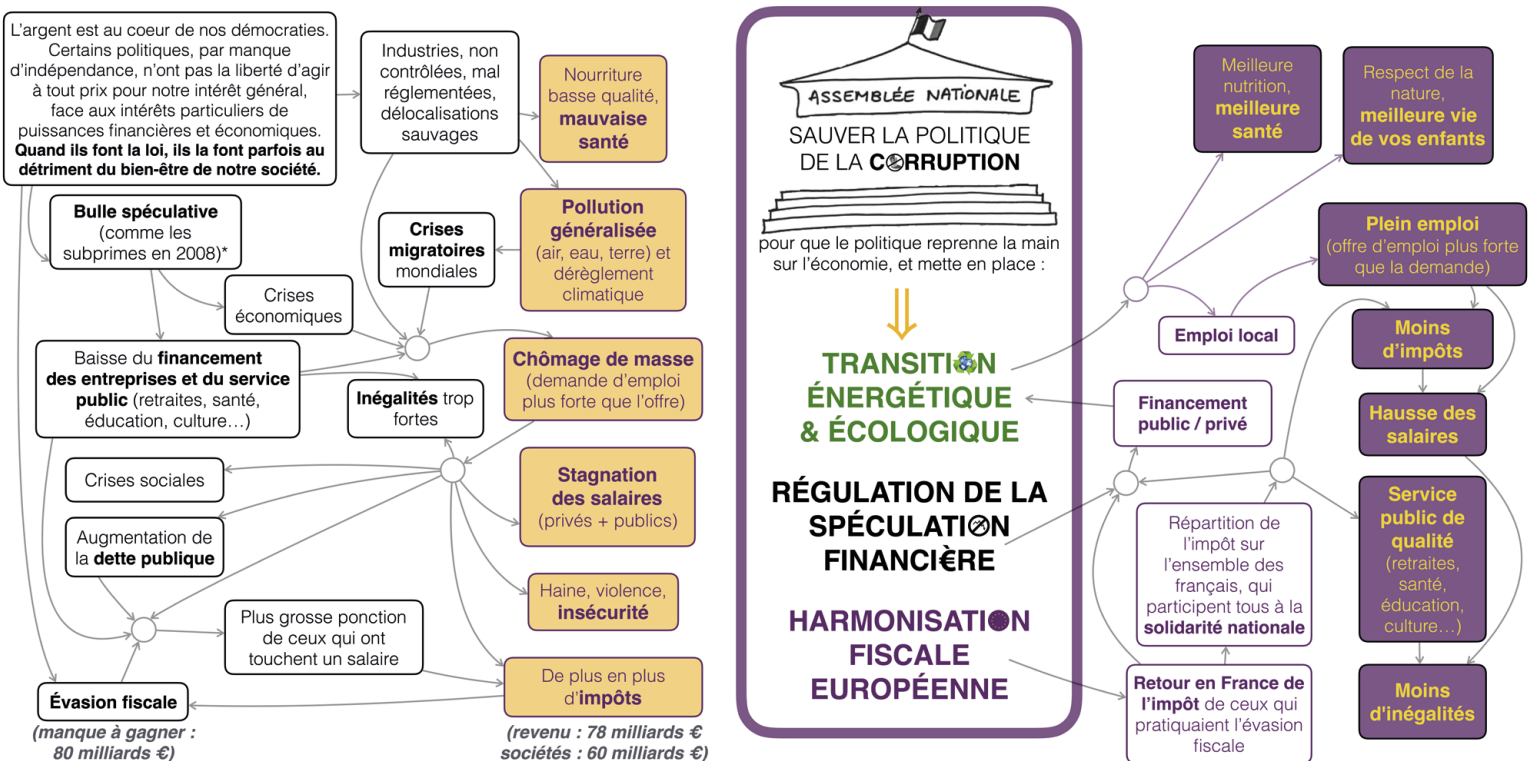 L'argent est au coeur de nos démocraties.
Certains politiques, par manque
d'indépendance, n'ont pas la liberté d'agir
à tout prix pour notre intérêt général,
face aux intérêts particuliers de
puissances financières et économiques.
Quand ils font la loi, ils la font parfois au
détriment du bien-être de notre société.
Industries, non
contrôlées, mal
réglementées,
délocalisations
sauvages
Nourriture
basse qualité,
mauvaise
santé
Bulle spéculative
(comme les
subprimes en 2008)*
Crises
migratoires
mondiales
Pollution
généralisée
(air, eau, terre) et
dérèglement
climatique
Crises
économiques
Baisse du financement
des entreprises et du service
public (retraites, santé,
éducation, culture…)
Inégalités trop
fortes
Chômage de masse
(demande d'emploi
plus forte que l'offre)
Crises sociales
Stagnation
des salaires
(privés + publics)
Augmentation de
la dette publique
Haine, violence,
insécurité
Plus grosse ponction
de ceux qui ont
touchent un salaire
De plus en plus
d'impôts
Évasion fiscale
(manque à gagner :
80 milliards €)
(revenu : 78 milliards €
sociétés : 60 milliards €)
ASSEMBLÉE NATIONALE
SAUVER LA POLITIQUE
DE LA CORRUPTION
pour que le politique reprenne la main
sur l'économie, et mette en place :
TRANSITION
ÉNERGÉTIQUE
& ÉCOLOGIQUE
RÉGULATION DE LA
SPÉCULATION
FINANCI€RE
HARMONISATION
FISCALE
EUROPÉENNE
Meilleure
nutrition,
meilleure
santé
Respect de la
nature,
meilleure vie
de vos enfants
Plein emploi
(offre d'emploi plus forte
que la demande)
Emploi local
Moins
d'impôts
Financement
public / privé
Hausse des
salaires
Répartition de
l'impôt sur
l'ensemble des
français, qui
participent tous à la
solidarité nationale
Service
public de
qualité
(retraites,
santé,
éducation,
culture…)
Retour en France de
l'impôt de ceux qui
pratiquaient l'évasion
fiscale
Moins
d'inégalités